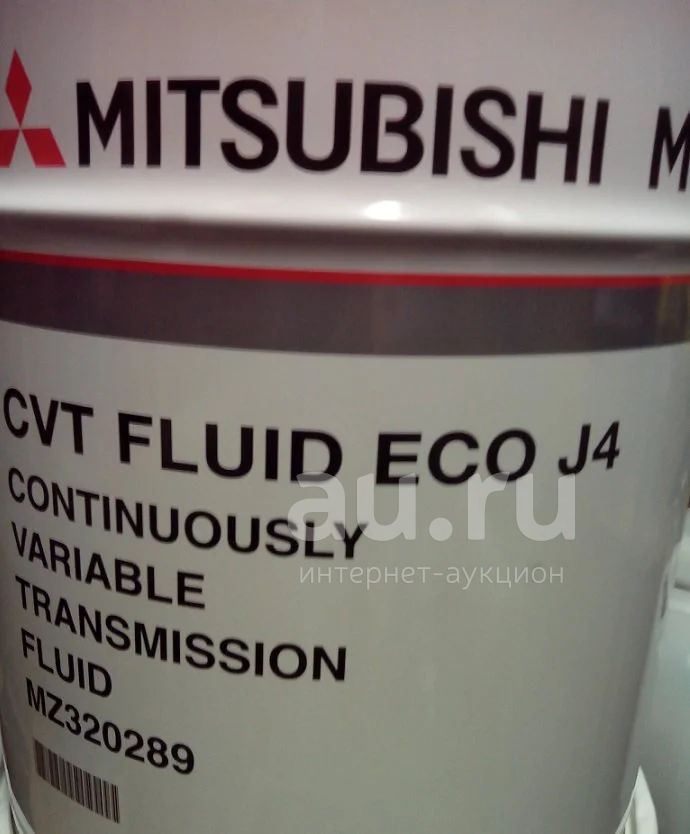 MITSUBISHI M
CVT FLUID ECO J4
CONTINUOUSLY
VARIABLE
TRANSMISSION
FLUID
MZ320289
au.ru
интернет-аукцион